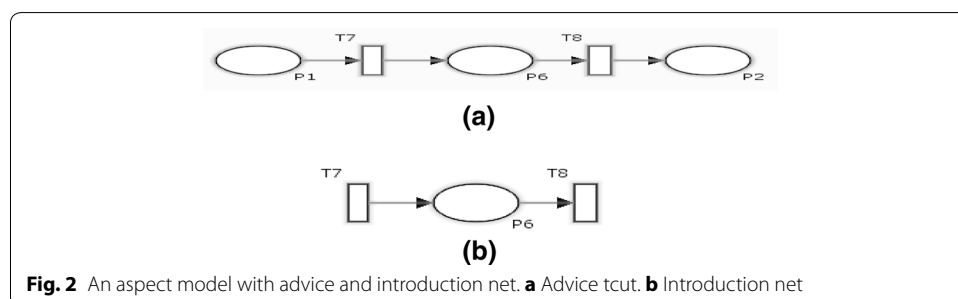 T7 T8
P1 P6 P2
(a)
T7 T8
P6
(b)
Fig. 2 An aspect model with advice and introduction net. a Advice tcut. b Introduction net